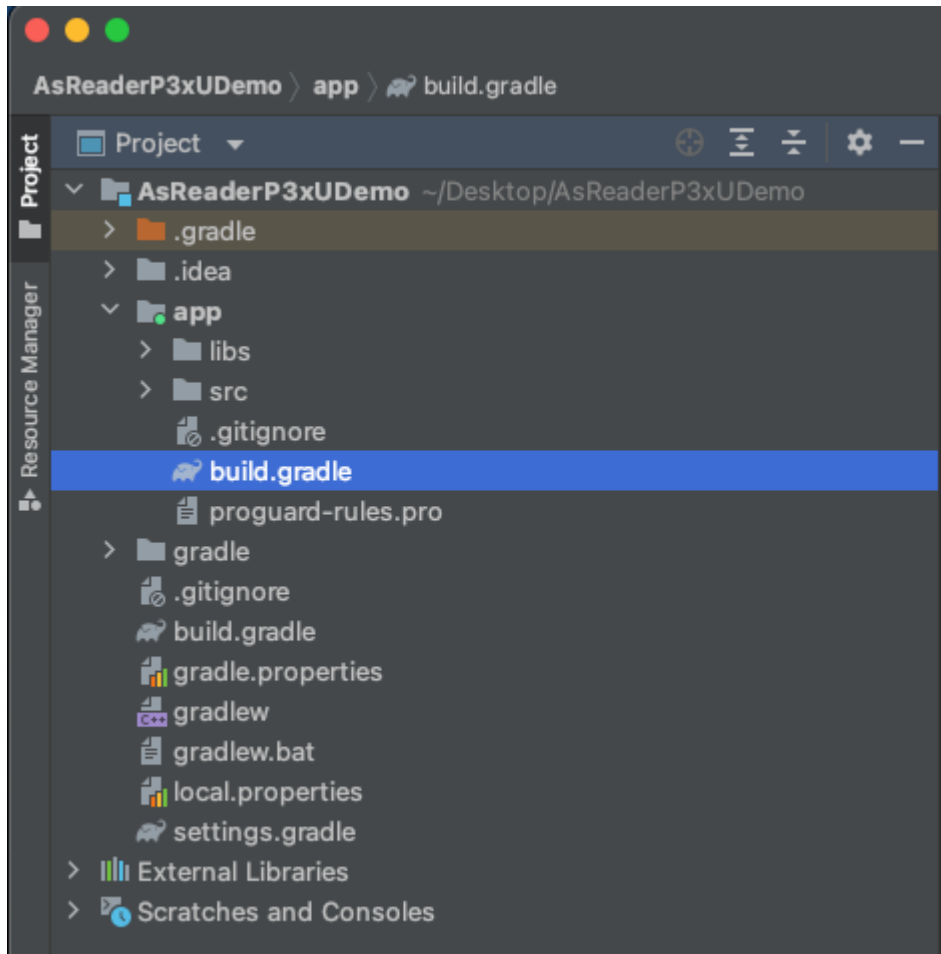 AsReaderP3xUDemo 〉 app 〉 build.gradle
Project
Project
Resource Manager
AsReaderP3xUDemo ~/Desktop/AsReaderP3xUDemo
.gradle
.idea
app
libs
src
.gitignore
build.gradle
proguard-rules.pro
gradle
.gitignore
build.gradle
gradle.properties
C++ gradlew
gradlew.bat
local.properties
settings.gradle
External Libraries
Scratches and Consoles